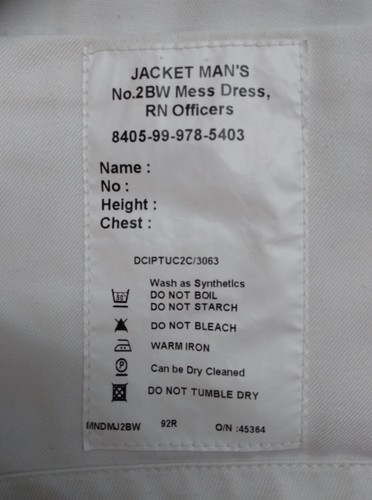 JACKET MAN'S
No.2BW Mess Dress,
RN Officers
8405-99-978-5403
Name :
No :
Height :
Chest :
DCIPTUC2C/3063
Wash as Synthetics
50°
DO NOT BOIL
DO NOT STARCH
DO NOT BLEACH
WARM IRON
P
Can be Dry Cleaned
DO NOT TUMBLE DRY
MNDMJ2BW 92R O/N :45364